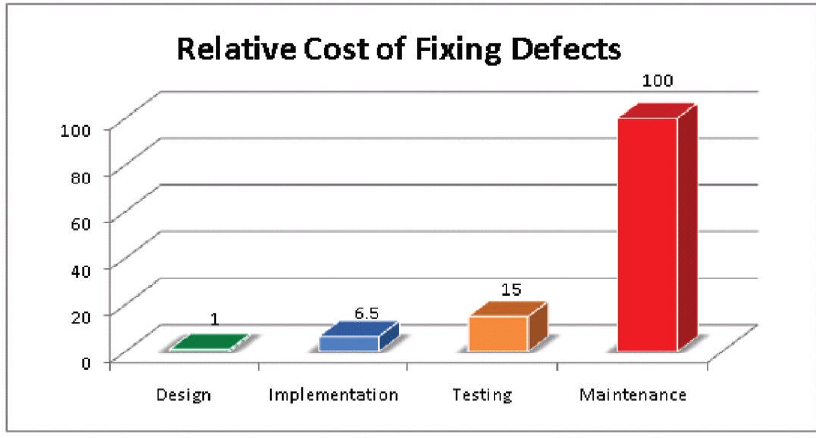 Relative Cost of Fixing Defects
100
100
80
60
40
20
0
1
6.5
15
Design
Implementation
Testing
Maintenance